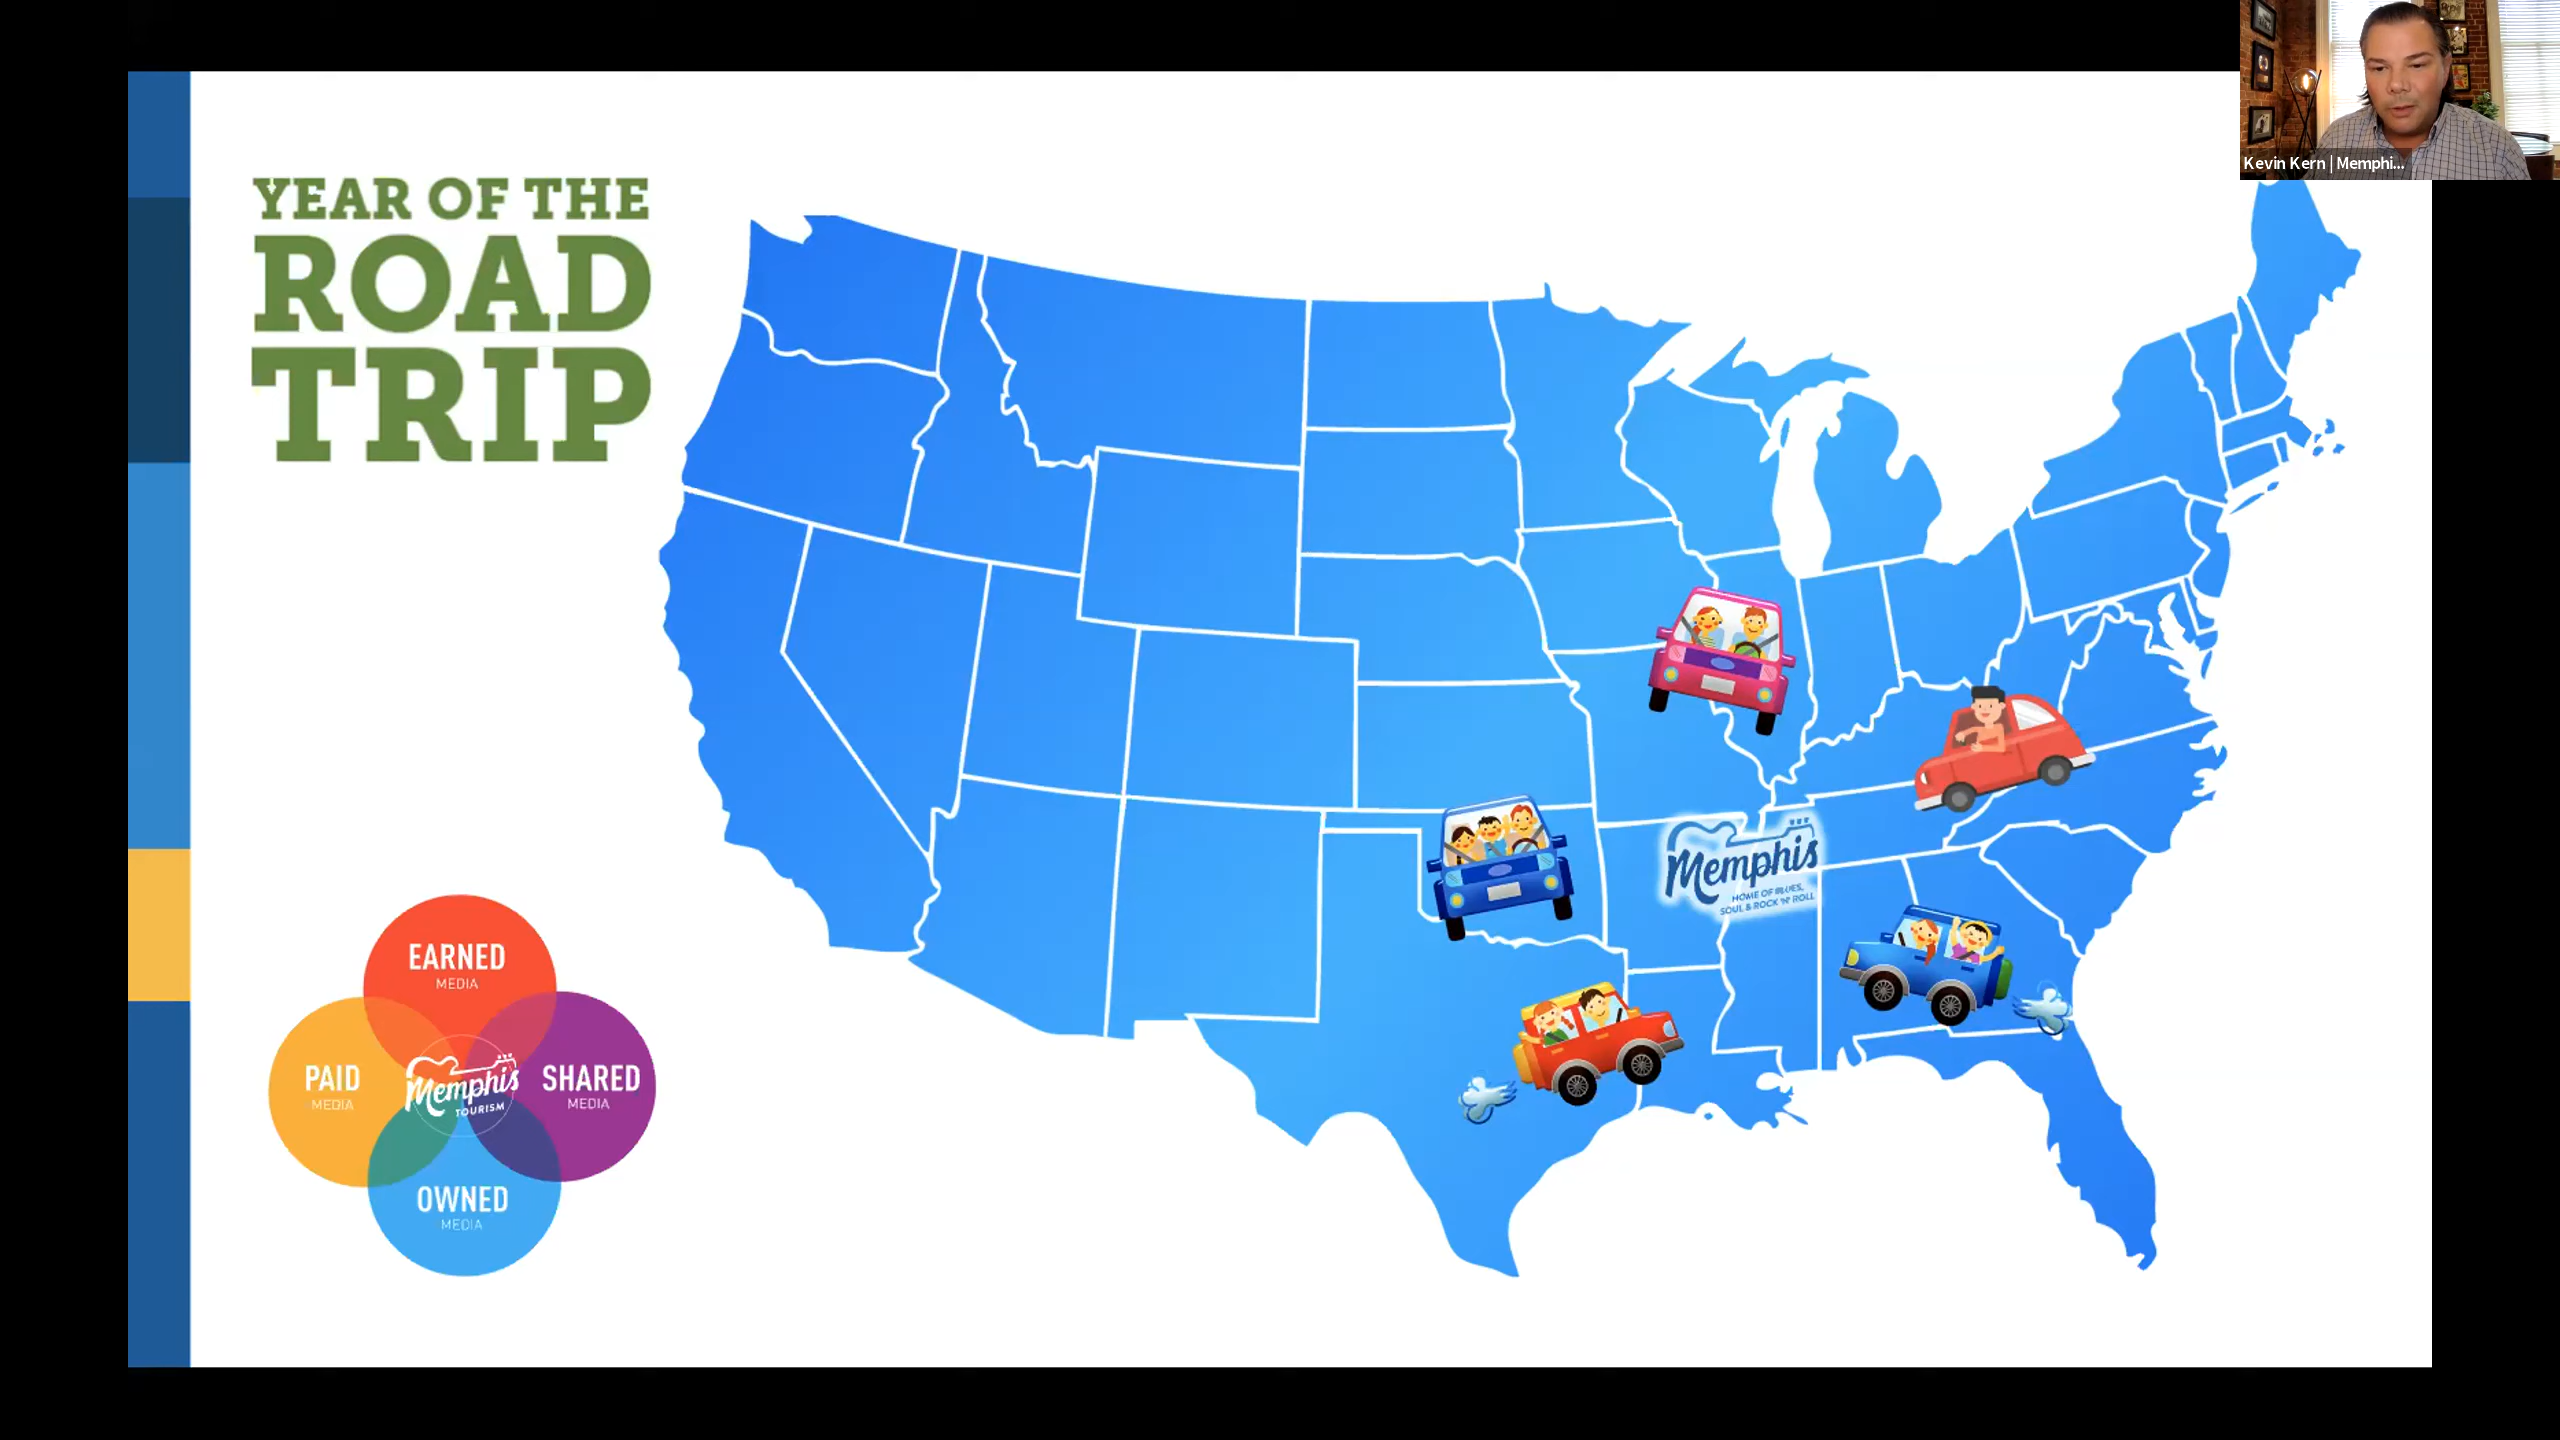 Kevin Kern | Memphi...
YEAR OF THE
ROAD
TRIP
Memphis
HOME OF BLUES,
SOUL & ROCK 'N' ROLL
EARNED
MEDIA
PAID
MEDIA
Memphis
TOURISM
SHARED
MEDIA
OWNED
MEDIA